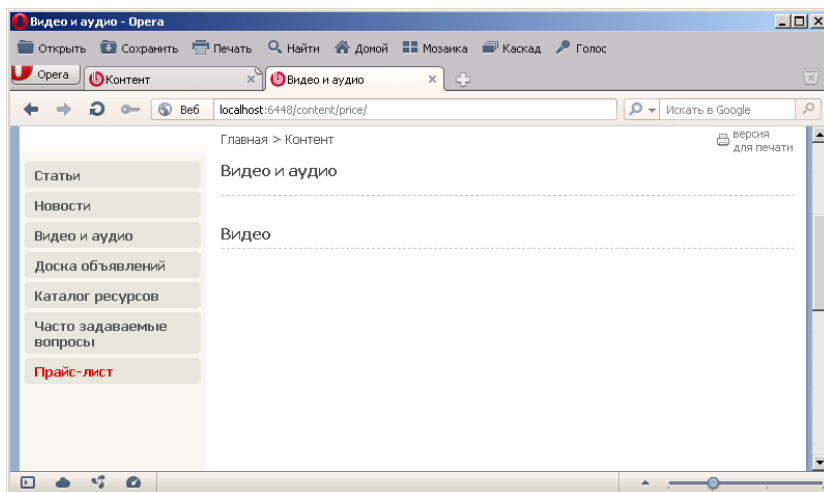 Видео и аудио - Opera
Открыть Сохранить Печать Найти Домой Мозаика Каскад Голос
Opera Контент Видео и аудио
Веб localhost:6448/content/price/ Искать в Google
Главная > Контент версия
для печати
Статьи Видео и аудио
Новости
Видео и аудио Видео
Доска объявлений
Каталог ресурсов
Часто задаваемые
вопросы
Прайс-лист